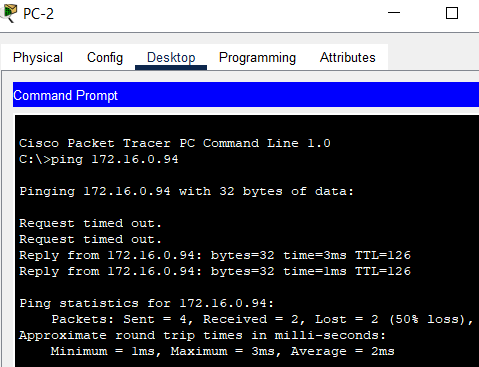 PC-2
Physical Config Desktop Programming Attributes
Command Prompt
Cisco Packet Tracer PC Command Line 1.0
C:\>ping 172.16.0.94
Pinging 172.16.0.94 with 32 bytes of data:
Request timed out.
Request timed out.
Reply from 172.16.0.94: bytes=32 time=3ms TTL=126
Reply from 172.16.0.94: bytes=32 time=1ms TTL=126
Ping statistics for 172.16.0.94:
Packets: Sent = 4, Received = 2, Lost = 2 (50% loss),
Approximate round trip times in milli-seconds:
Minimum = 1ms, Maximum = 3ms, Average = 2ms